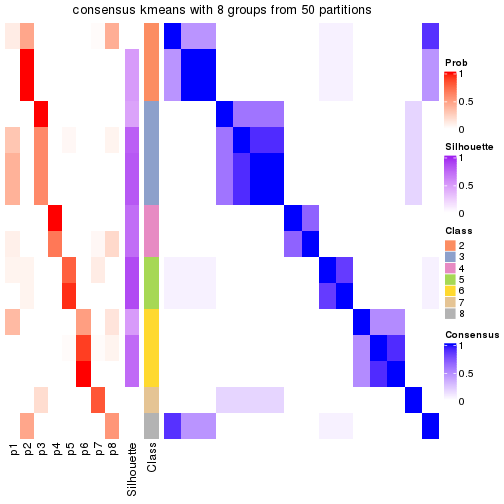 consensus kmeans with 8 groups from 50 partitions
Prob
1
0.5
0
Silhouette
1
0.5
0
Class
2
3
4
5
6
7
8
Consensus
1
0.5
0
p1
p2
p3
p4
p5
p6
p7
p8
Silhouette
Class